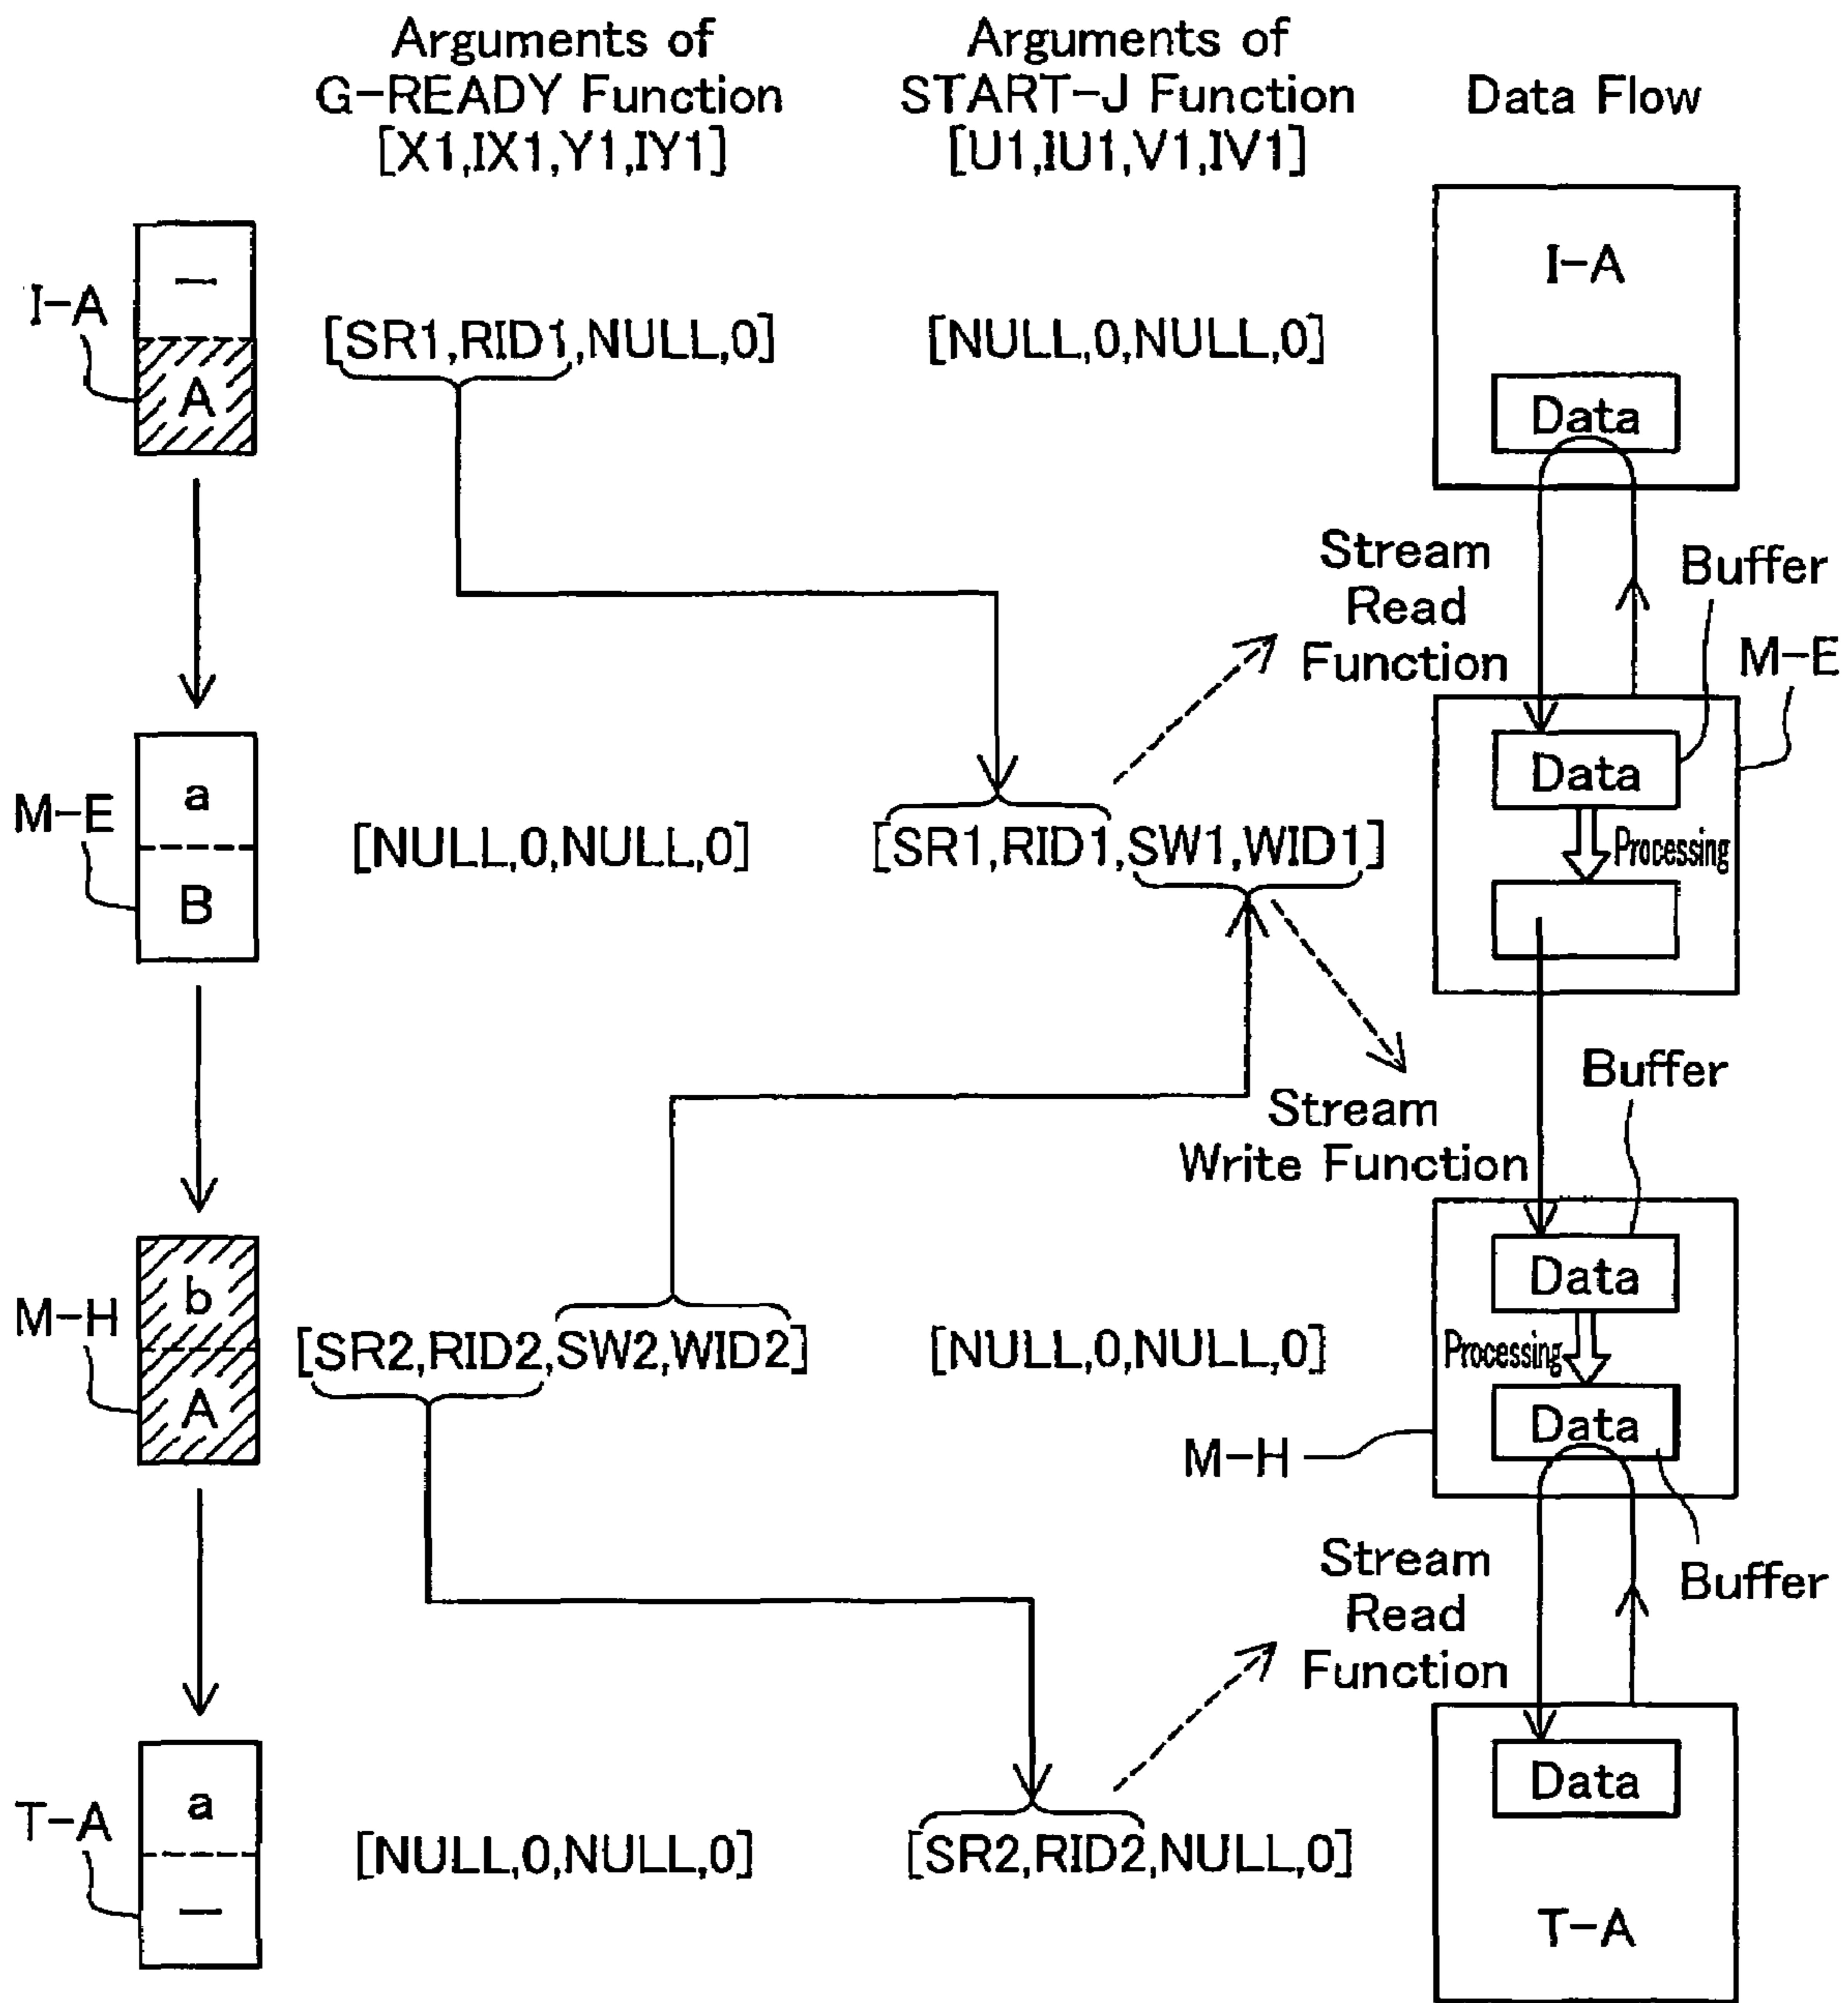 Arguments of
G-READY Function
[X1,IX1,Y1,IY1]
Arguments of
START-J Function
[U1,IU1,V1,IV1]
Data Flow
I-A
—
A
[SR1,RID1,NULL,0]
[NULL,0,NULL,0]
I-A
Data
Stream
Read
Function
Buffer
M-E
M-E
a
B
[NULL,0,NULL,0]
[SR1,RID1,SW1,WID1]
Data
Processing
Stream
Write Function
Buffer
M-H
b
A
[SR2,RID2,SW2,WID2]
[NULL,0,NULL,0]
Data
Processing
Data
M-H
Stream
Read
Function
Buffer
T-A
a
—
[NULL,0,NULL,0]
[SR2,RID2,NULL,0]
Data
T-A